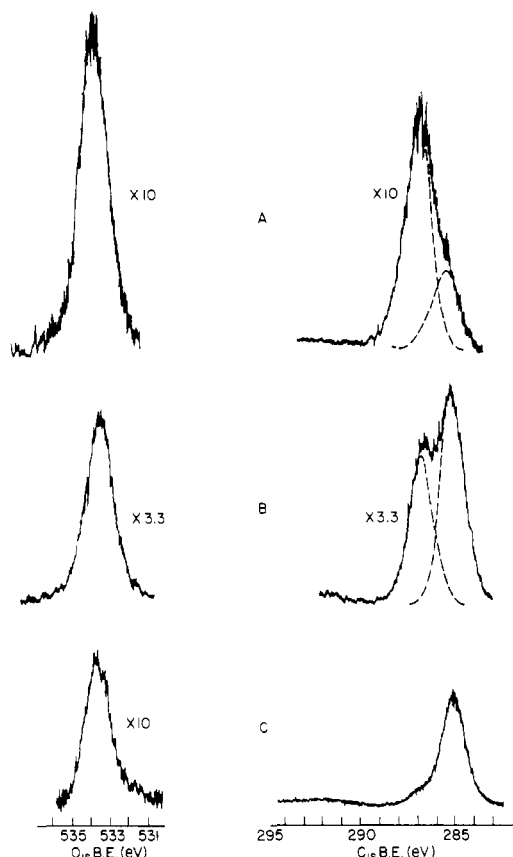 X10
X10
A
X3.3
X3.3
B
X10
C
535 533 531
295 290 285
O1s B.E. (eV)
C1s B.E. (eV)